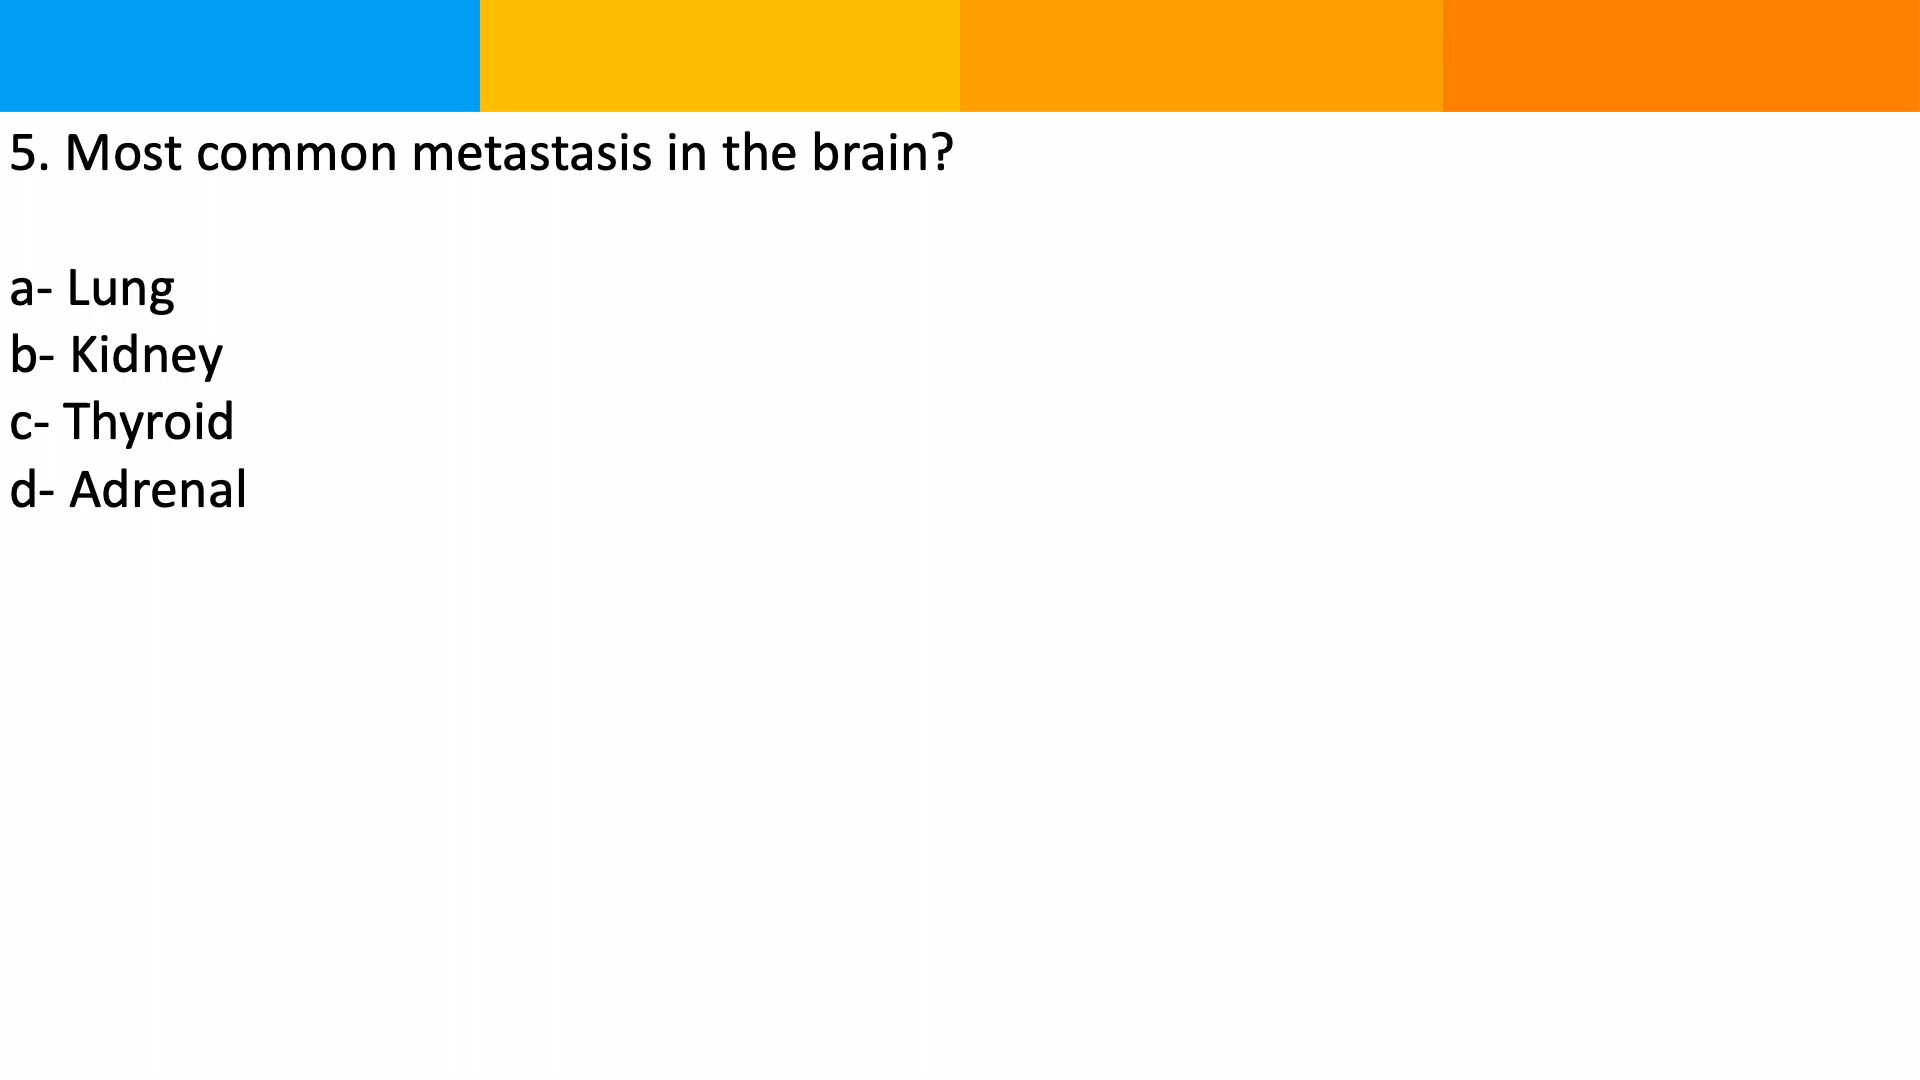 5. Most common metastasis in the brain?
a- Lung
b- Kidney
c- Thyroid
d- Adrenal